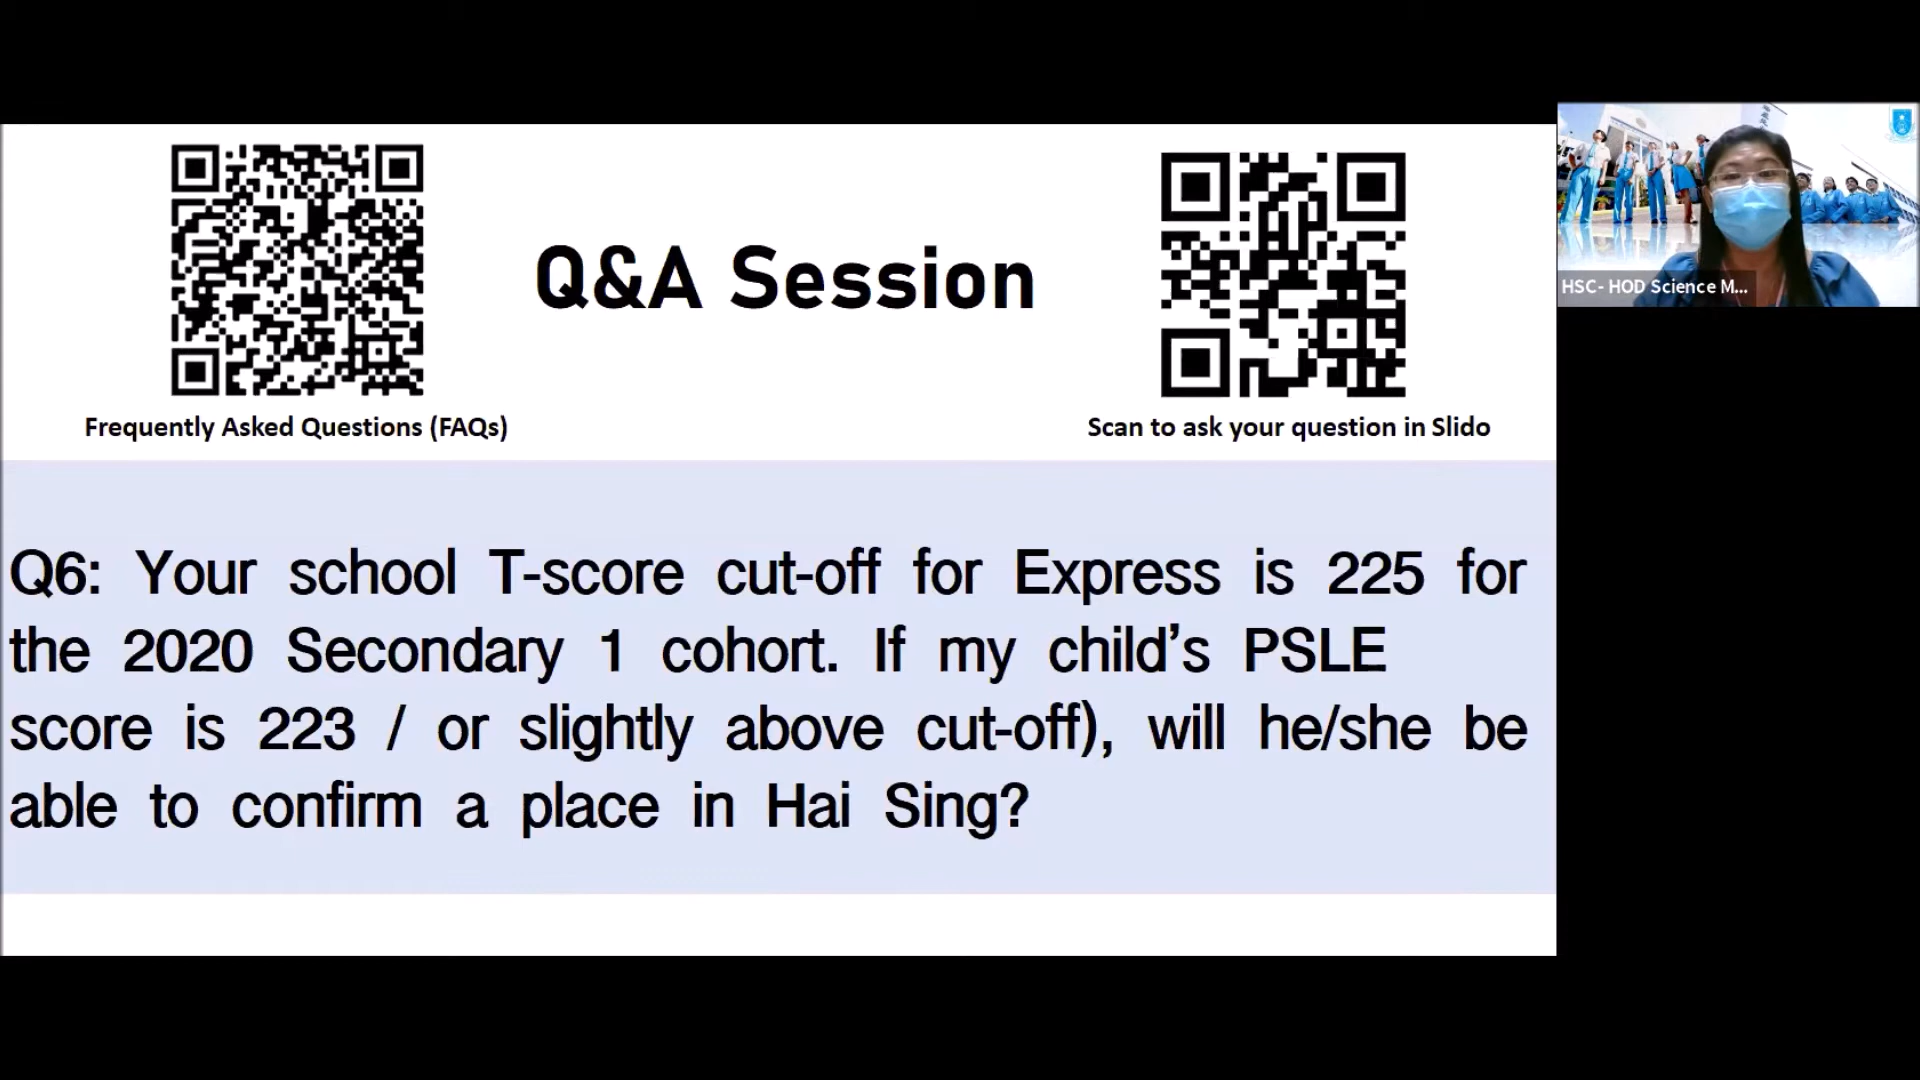 Q&A Session
Frequently Asked Questions (FAQs)
Scan to ask your question in Slido
HSC- HOD Science M...
Q6: Your school T-score cut-off for Express is 225 for
the 2020 Secondary 1 cohort. If my child’s PSLE
score is 223 / or slightly above cut-off), will he/she be
able to confirm a place in Hai Sing?